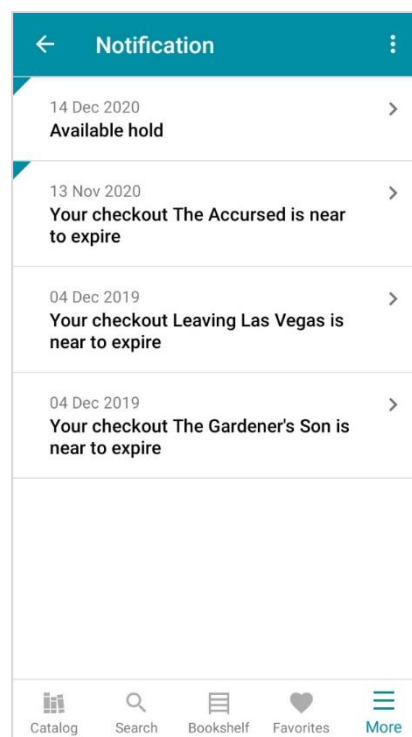 Notification
14 Dec 2020
Available hold
13 Nov 2020
Your checkout The Accursed is near
to expire
04 Dec 2019
Your checkout Leaving Las Vegas is
near to expire
04 Dec 2019
Your checkout The Gardener's Son is
near to expire
Catalog Search Bookshelf Favorites More